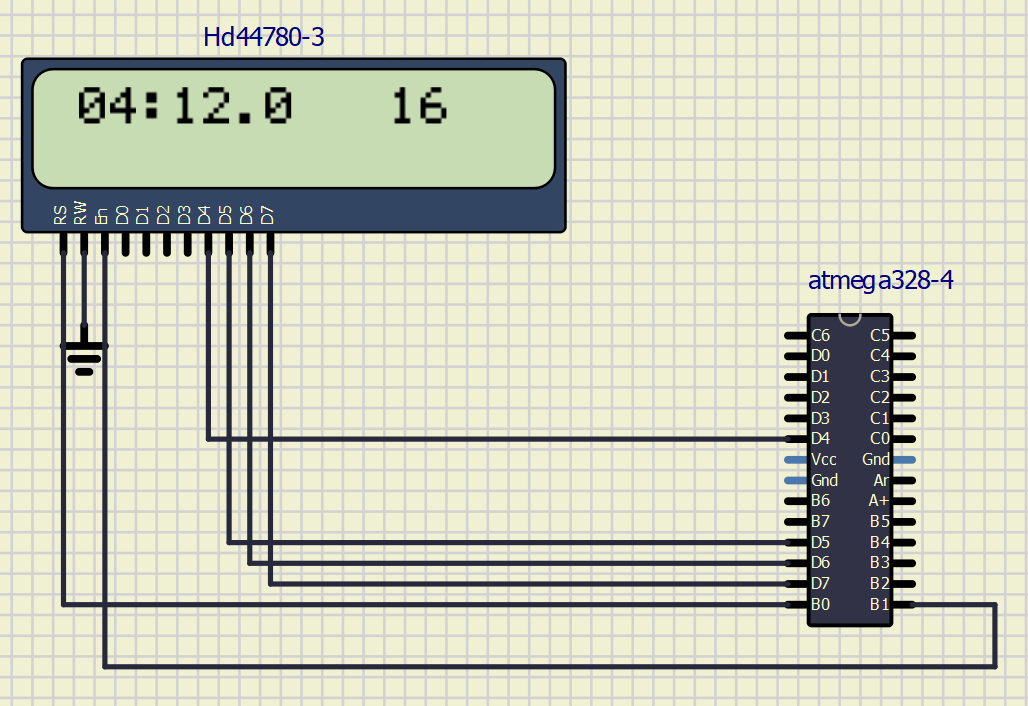 Hd44780-3
04:12.0 16
RS RW En D0 D1 D2 D3 D4 D5 D6 D7
atmega328-4
C6 C5
D0 C4
D1 C3
D2 C2
D3 C1
D4 C0
Vcc Gnd
Gnd Ar
B6 A+
B7 B5
D5 B4
D6 B3
D7 B2
B0 B1